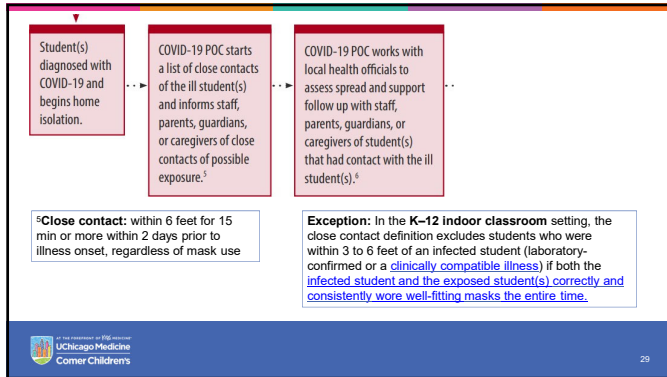 Student(s)
diagnosed with
COVID-19 and
begins home
isolation.
COVID-19 POC starts
a list of close contacts
of the ill student(s)
and informs staff,
parents, guardians,
or caregivers of close
contacts of possible
exposure.5
COVID-19 POC works with
local health officials to
assess spread and support
follow up with staff,
parents, guardians, or
caregivers of student(s)
that had contact with the ill
student(s).6
5Close contact: within 6 feet for 15
min or more within 2 days prior to
illness onset, regardless of mask use
Exception: In the K–12 indoor classroom setting, the
close contact definition excludes students who were
within 3 to 6 feet of an infected student (laboratory-
confirmed or a clinically compatible illness) if both the
infected student and the exposed student(s) correctly and
consistently wore well-fitting masks the entire time.
AT THE FOREFRONT OF KIDS MEDICINE
UChicago Medicine
Comer Children's
29